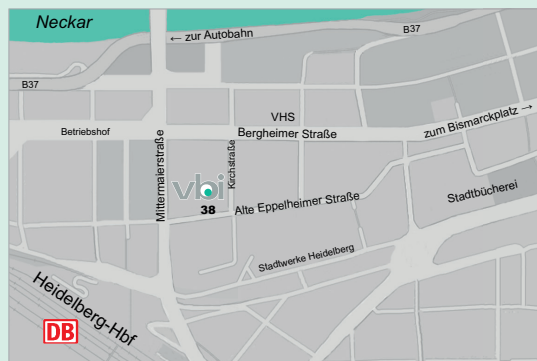 Neckar
← zur Autobahn
B37
B37
VHS
Betriebshof
Bergheimer Straße
zum Bismarckplatz →
Mittermaierstraße
Kirchstraße
vbi
38
Alte Eppelheimer Straße
Stadtbücherei
Stadtwerke Heidelberg
Heidelberg-Hbf
DB